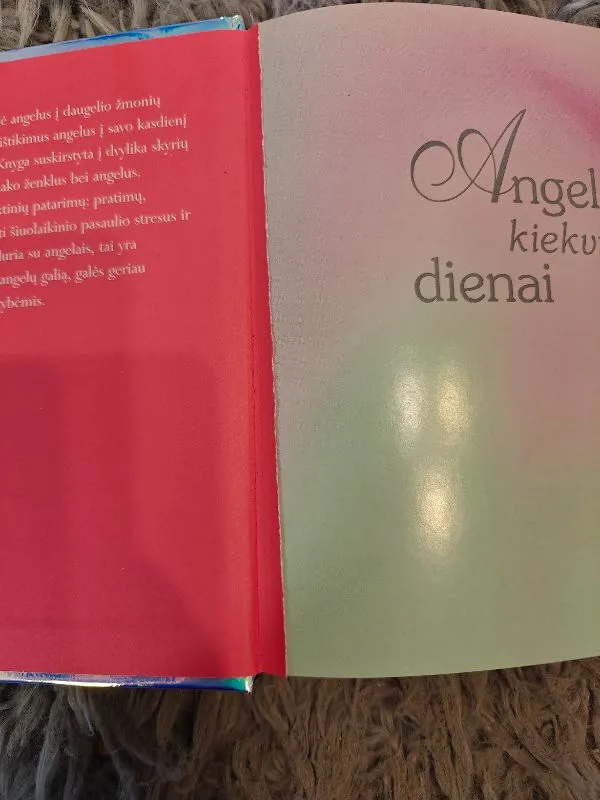 ė angelus į daugelio žmonių
ištikimus angelus į savo kasdienį
Knyga suskirstyta į dvylika skyrių
ako ženklus bei angelus.
ktinių patarimų: pratimų,
ti šiuolaikinio pasaulio stresus ir
duria su angelais, tai yra
angelų galią, galės geriau
ybėmis.
Angel
kiekv
dienai